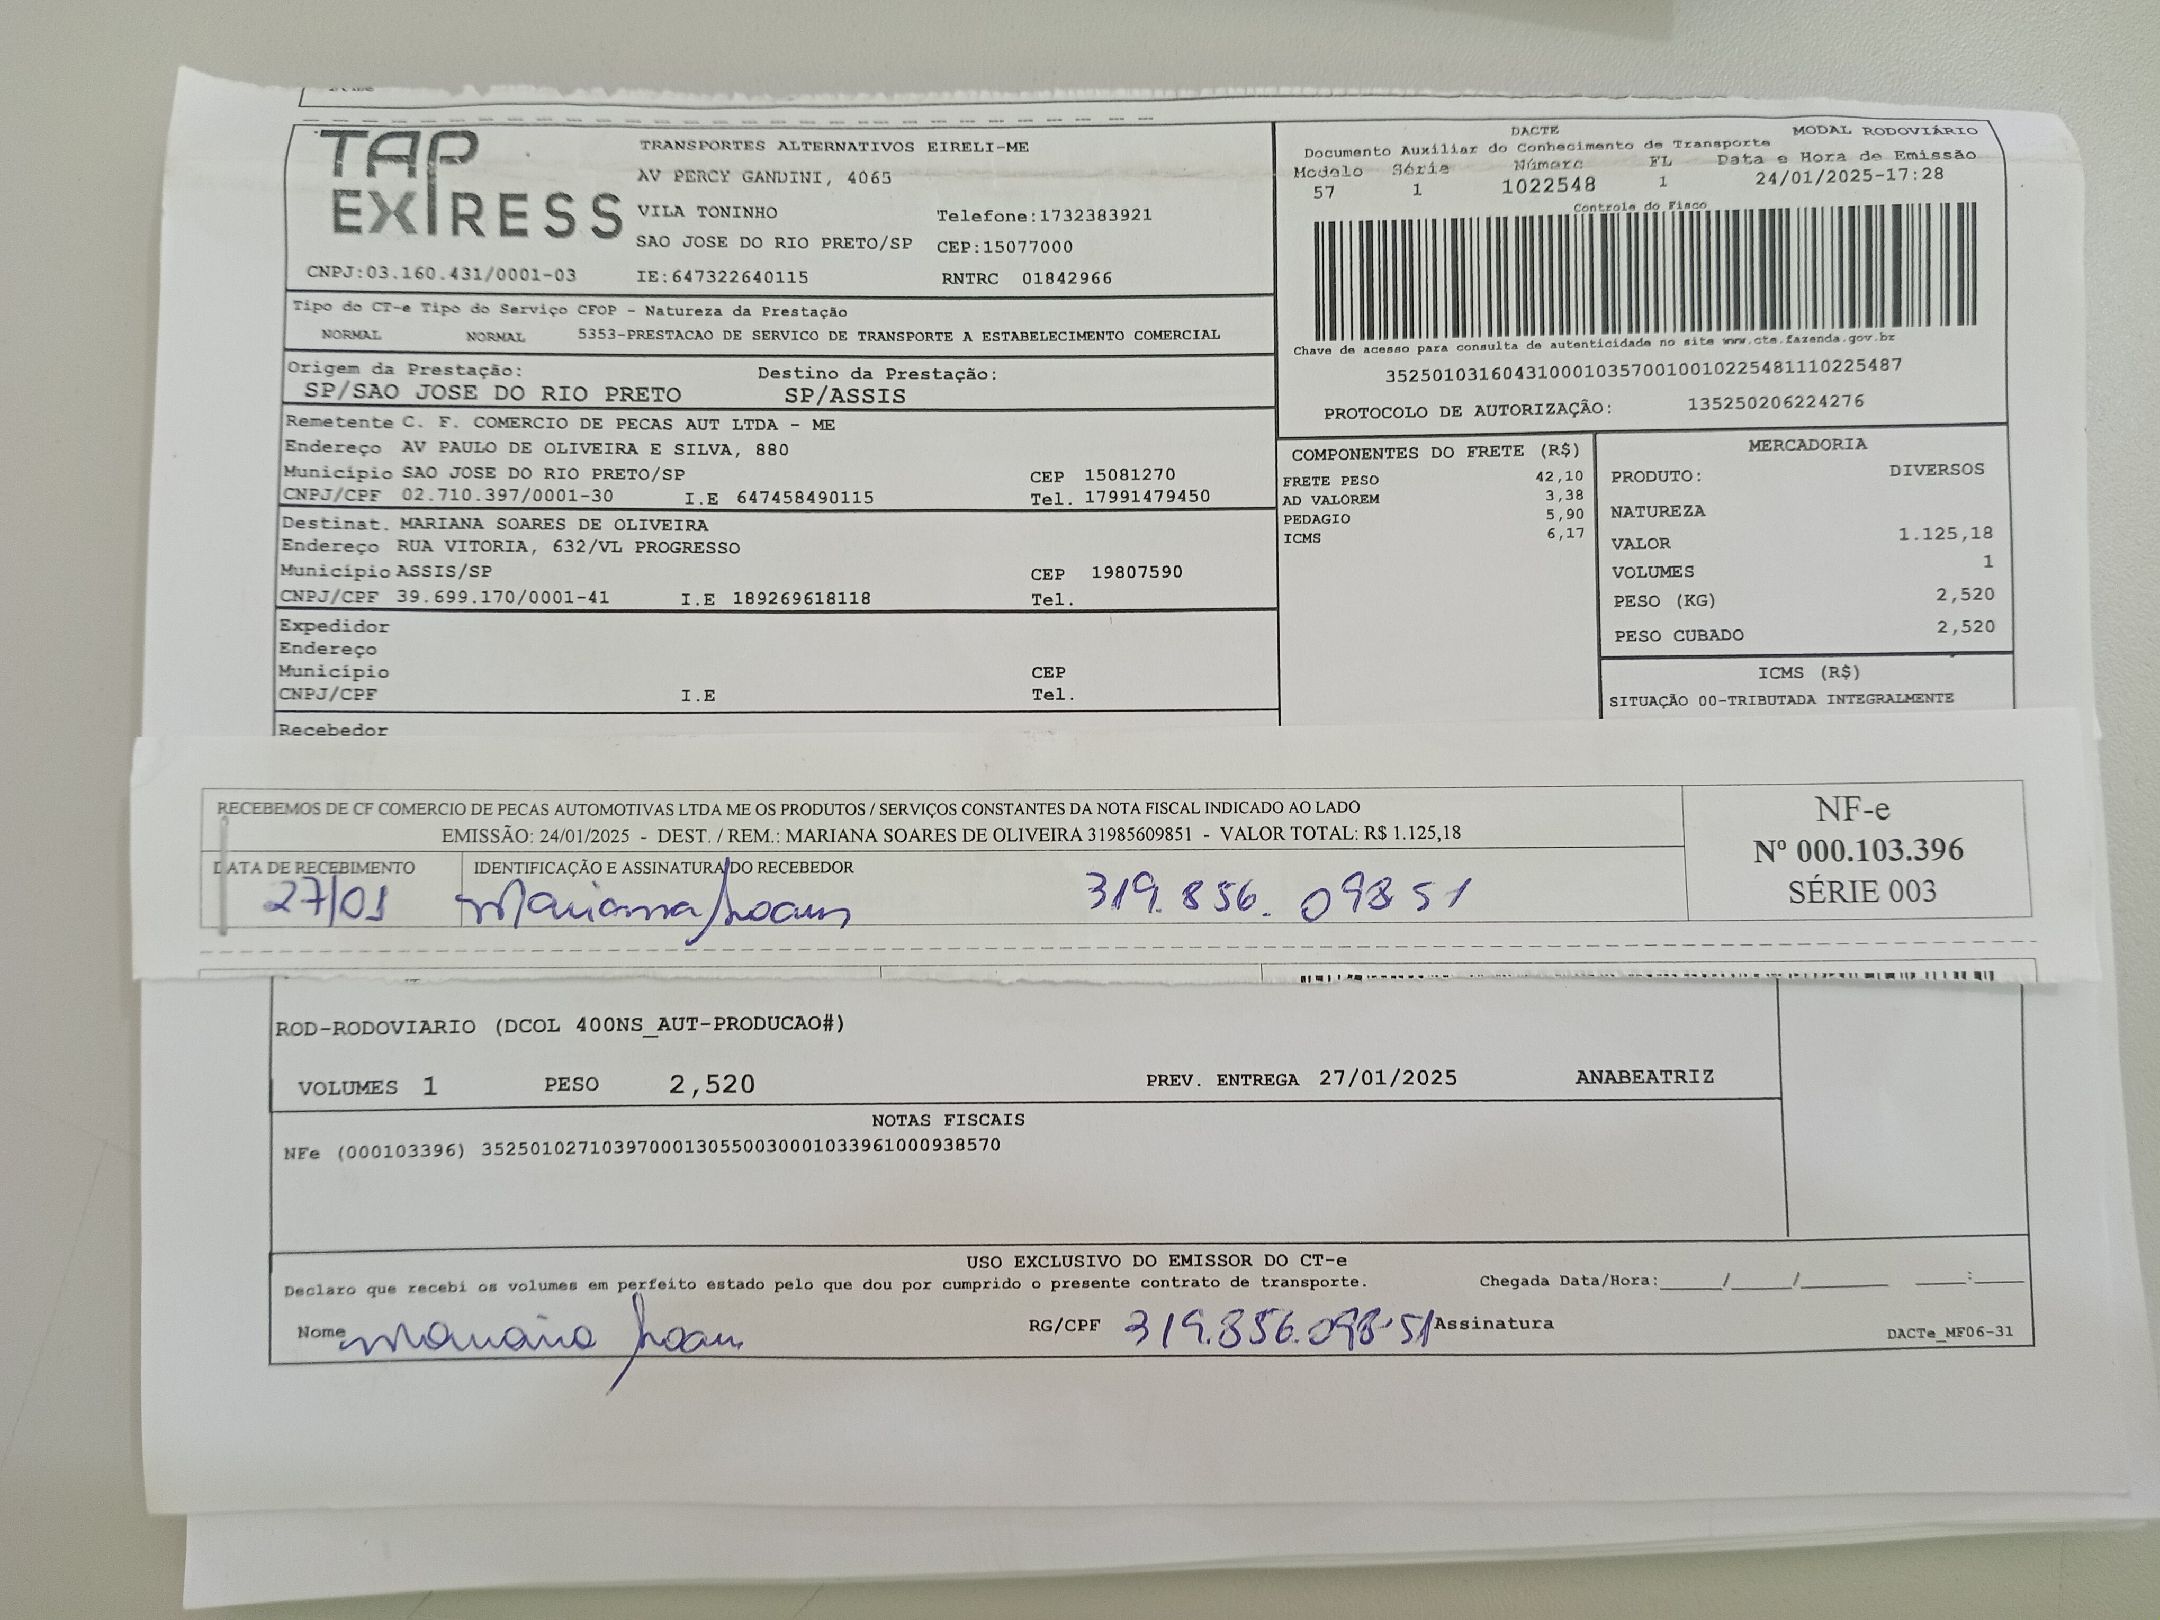 TAP EXPRESS
TRANSPORTES ALTERNATIVOS EIRELI-ME
AV PERCY GANDINI, 4065
VILA TONINHO Telefone:1732383921
SAO JOSE DO RIO PRETO/SP CEP:15077000
CNPJ:03.160.431/0001-03 IE:647322640115 RNTRC 01842966
DACTE MODAL RODOVIÁRIO
Documento Auxiliar do Conhecimento de Transporte
Modelo Série Número FL Data e Hora de Emissão
57 1 1022548 1 24/01/2025-17:28
Controle do Fisco
Chave de acesso para consulta de autenticidade no site www.cte.fazenda.gov.br
35250103160431000103570010010225481110225487
PROTOCOLO DE AUTORIZAÇÃO: 135250206224276
Tipo do CT-e Tipo do Serviço CFOP - Natureza da Prestação
NORMAL NORMAL 5353-PRESTACAO DE SERVICO DE TRANSPORTE A ESTABELECIMENTO COMERCIAL
Origem da Prestação: Destino da Prestação:
SP/SAO JOSE DO RIO PRETO SP/ASSIS
Remetente C. F. COMERCIO DE PECAS AUT LTDA - ME
Endereço AV PAULO DE OLIVEIRA E SILVA, 880
Município SAO JOSE DO RIO PRETO/SP CEP 15081270
CNPJ/CPF 02.710.397/0001-30 I.E 647458490115 Tel. 17991479450
Destinat. MARIANA SOARES DE OLIVEIRA
Endereço RUA VITORIA, 632/VL PROGRESSO
Município ASSIS/SP CEP 19807590
CNPJ/CPF 39.699.170/0001-41 I.E 189269618118 Tel.
Expedidor
Endereço
Município CEP
CNPJ/CPF I.E Tel.
Recebedor
COMPONENTES DO FRETE (R$)
FRETE PESO 42,10
AD VALOREM 3,38
PEDAGIO 5,90
ICMS 6,17
MERCADORIA
PRODUTO: DIVERSOS
NATUREZA
VALOR 1.125,18
VOLUMES 1
PESO (KG) 2,520
PESO CUBADO 2,520
ICMS (R$)
SITUAÇÃO 00-TRIBUTADA INTEGRALMENTE
RECEBEMOS DE CF COMERCIO DE PECAS AUTOMOTIVAS LTDA ME OS PRODUTOS / SERVIÇOS CONSTANTES DA NOTA FISCAL INDICADO AO LADO
EMISSÃO: 24/01/2025 - DEST. / REM.: MARIANA SOARES DE OLIVEIRA 31985609851 - VALOR TOTAL: R$ 1.125,18
DATA DE RECEBIMENTO IDENTIFICAÇÃO E ASSINATURA DO RECEBEDOR
27/01 Mariana Soares 319.856.09851
NF-e
Nº 000.103.396
SÉRIE 003
ROD-RODOVIARIO (DCOL 400NS_AUT-PRODUCAO#)
VOLUMES 1 PESO 2,520 PREV. ENTREGA 27/01/2025 ANABEATRIZ
NOTAS FISCAIS
NFe (000103396) 35250102710397000130550030001033961000938570
USO EXCLUSIVO DO EMISSOR DO CT-e
Declaro que recebi os volumes em perfeito estado pelo que dou por cumprido o presente contrato de transporte. Chegada Data/Hora:____/____/______ ____:____
Nome Mariana Soares RG/CPF 319.856.098-51 Assinatura
DACTe_MF06-31